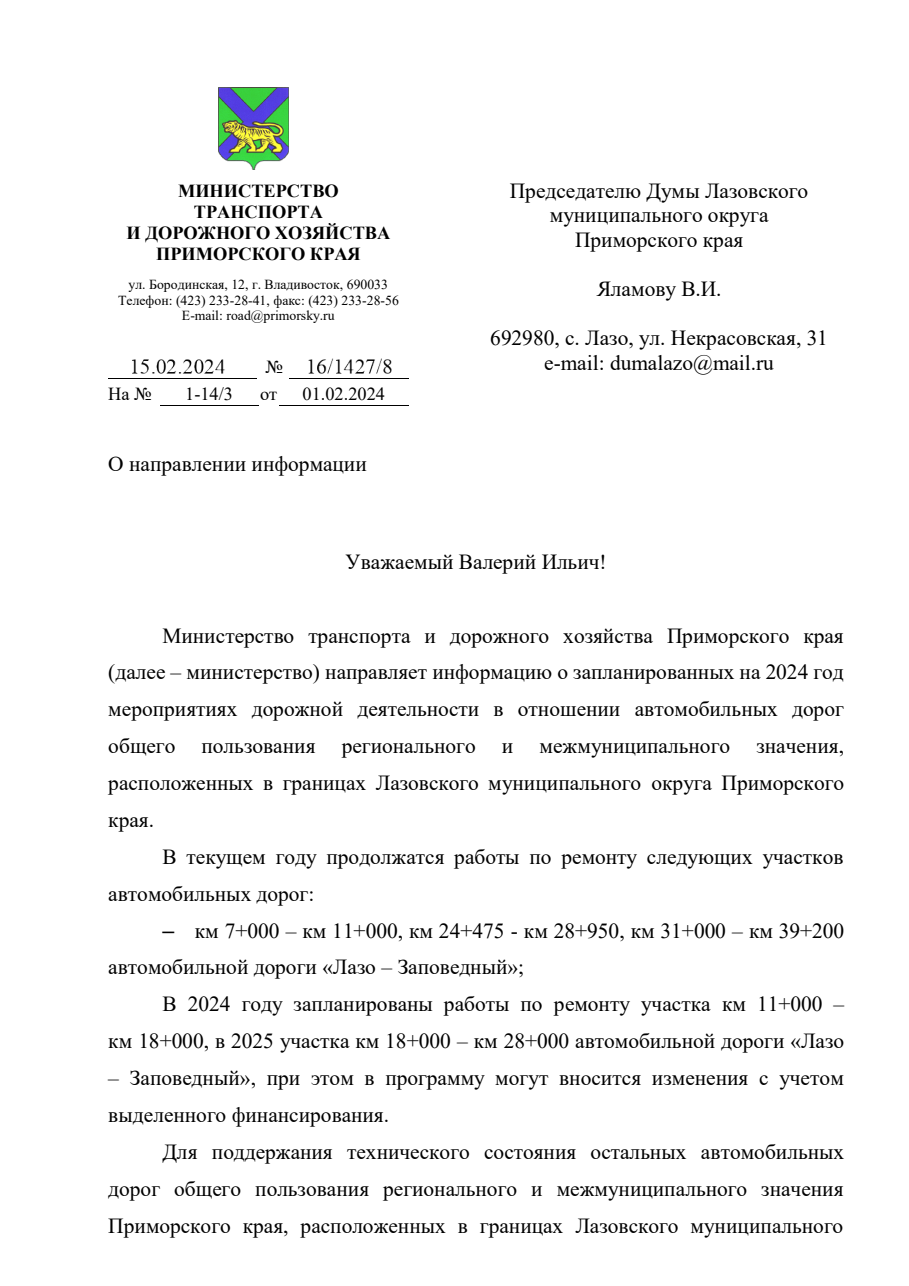 МИНИСТЕРСТВО
ТРАНСПОРТА
И ДОРОЖНОГО ХОЗЯЙСТВА
ПРИМОРСКОГО КРАЯ
ул. Бородинская, 12, г. Владивосток, 690033
Телефон: (423) 233-28-41, факс: (423) 233-28-56
E-mail: road@primorsky.ru
15.02.2024 № 16/1427/8
На № 1-14/3 от 01.02.2024
Председателю Думы Лазовского
муниципального округа
Приморского края
Яламову В.И.
692980, с. Лазо, ул. Некрасовская, 31
e-mail: dumalazo@mail.ru
О направлении информации
Уважаемый Валерий Ильич!
Министерство транспорта и дорожного хозяйства Приморского края
(далее – министерство) направляет информацию о запланированных на 2024 год
мероприятиях дорожной деятельности в отношении автомобильных дорог
общего пользования регионального и межмуниципального значения,
расположенных в границах Лазовского муниципального округа Приморского
края.
В текущем году продолжатся работы по ремонту следующих участков
автомобильных дорог:
– км 7+000 – км 11+000, км 24+475 - км 28+950, км 31+000 – км 39+200
автомобильной дороги «Лазо – Заповедный»;
В 2024 году запланированы работы по ремонту участка км 11+000 –
км 18+000, в 2025 участка км 18+000 – км 28+000 автомобильной дороги «Лазо
– Заповедный», при этом в программу могут вносится изменения с учетом
выделенного финансирования.
Для поддержания технического состояния остальных автомобильных
дорог общего пользования регионального и межмуниципального значения
Приморского края, расположенных в границах Лазовского муниципального